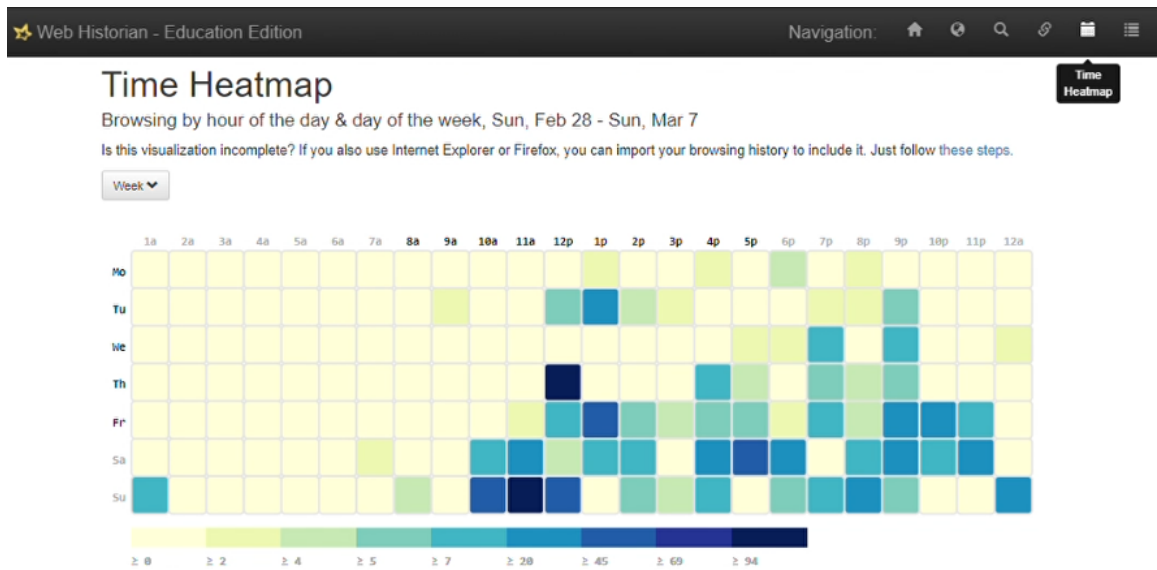 Web Historian - Education Edition Navigation:
Time Heatmap
Time Heatmap
Browsing by hour of the day & day of the week, Sun, Feb 28 - Sun, Mar 7
Is this visualization incomplete? If you also use Internet Explorer or Firefox, you can import your browsing history to include it. Just follow these steps.
Week
1a 2a 3a 4a 5a 6a 7a 8a 9a 10a 11a 12p 1p 2p 3p 4p 5p 6p 7p 8p 9p 10p 11p 12a
Mo
Tu
We
Th
Fr
Sa
Su
≥ 0 ≥ 2 ≥ 4 ≥ 5 ≥ 7 ≥ 20 ≥ 45 ≥ 69 ≥ 94